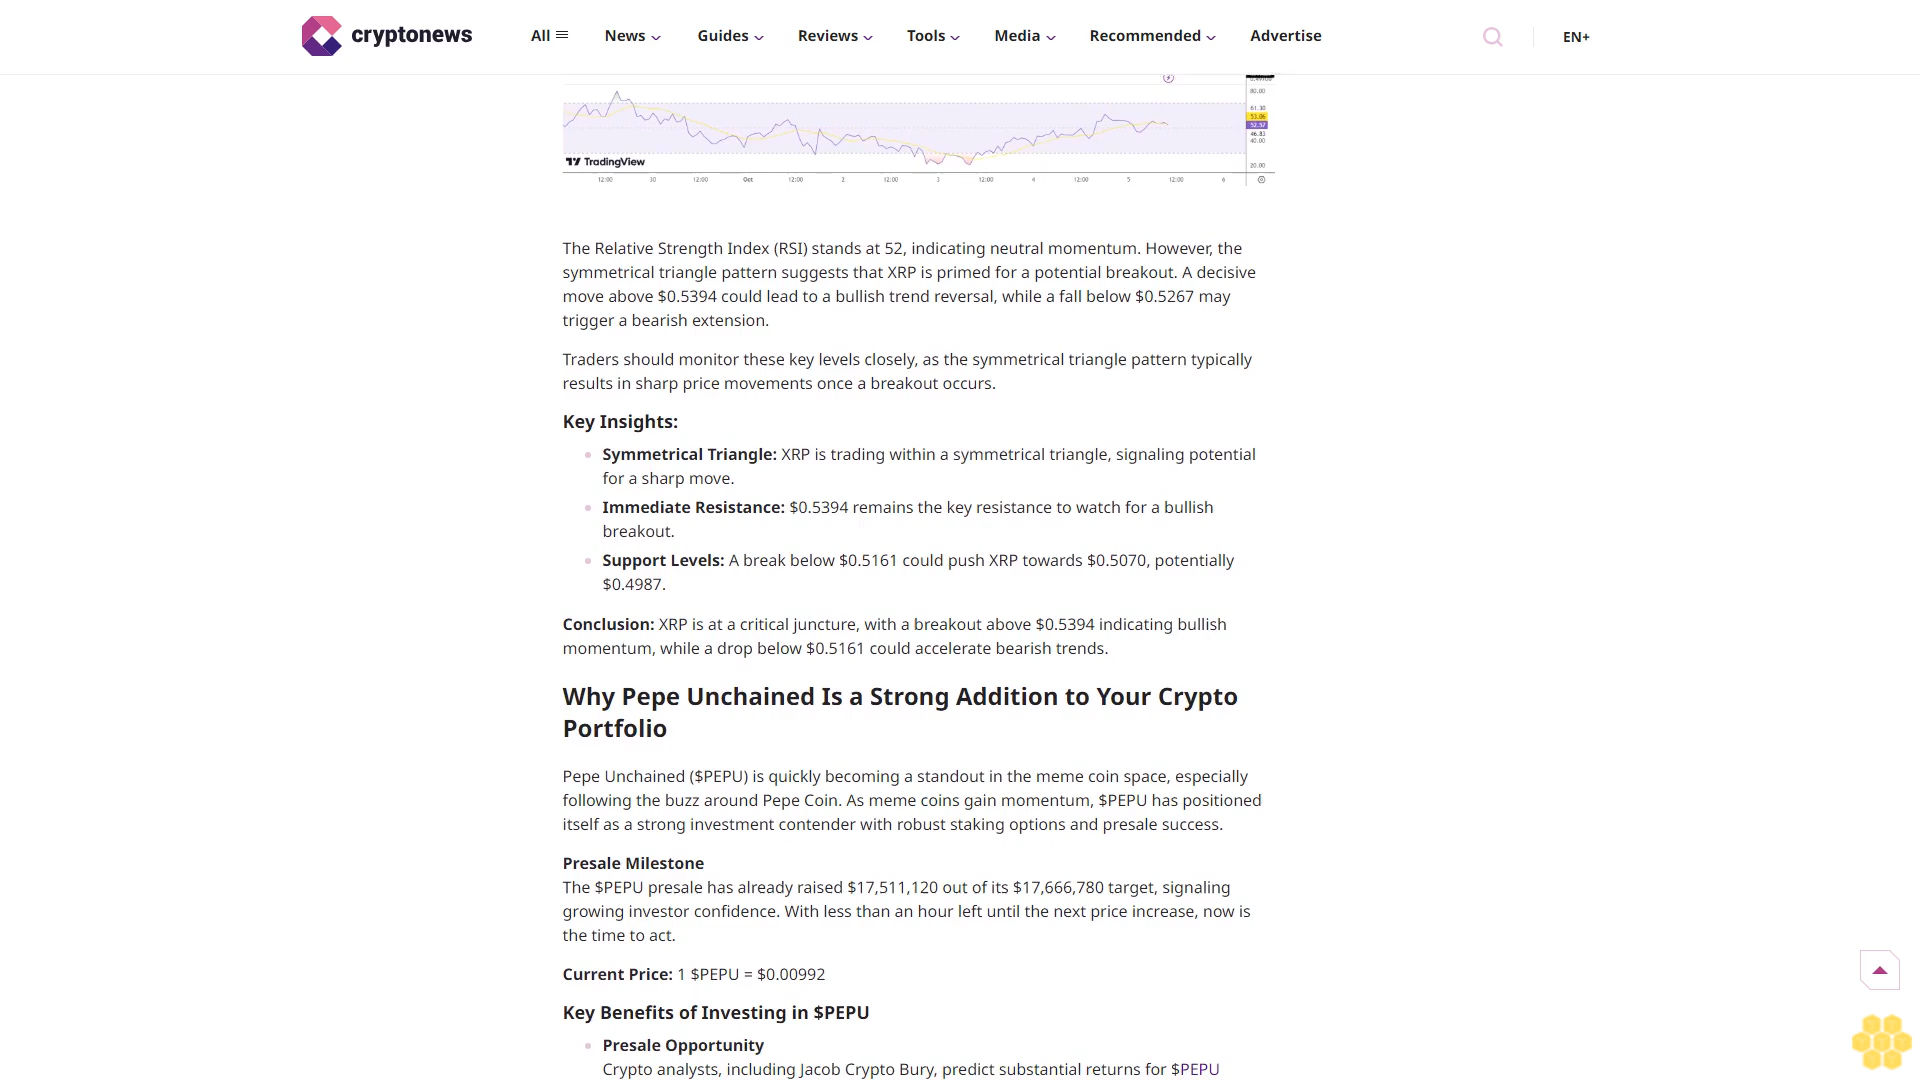 cryptonews
All
News
Guides
Reviews
Tools
Media
Recommended
Advertise
EN+
80.00
61.30
53.06
52.57
46.83
40.00
20.00
TradingView
12:00 30 12:00 Oct 12:00 2 12:00 3 12:00 4 12:00 5 12:00 6
The Relative Strength Index (RSI) stands at 52, indicating neutral momentum. However, the
symmetrical triangle pattern suggests that XRP is primed for a potential breakout. A decisive
move above $0.5394 could lead to a bullish trend reversal, while a fall below $0.5267 may
trigger a bearish extension.
Traders should monitor these key levels closely, as the symmetrical triangle pattern typically
results in sharp price movements once a breakout occurs.
Key Insights:
Symmetrical Triangle: XRP is trading within a symmetrical triangle, signaling potential
for a sharp move.
Immediate Resistance: $0.5394 remains the key resistance to watch for a bullish
breakout.
Support Levels: A break below $0.5161 could push XRP towards $0.5070, potentially
$0.4987.
Conclusion: XRP is at a critical juncture, with a breakout above $0.5394 indicating bullish
momentum, while a drop below $0.5161 could accelerate bearish trends.
Why Pepe Unchained Is a Strong Addition to Your Crypto
Portfolio
Pepe Unchained ($PEPU) is quickly becoming a standout in the meme coin space, especially
following the buzz around Pepe Coin. As meme coins gain momentum, $PEPU has positioned
itself as a strong investment contender with robust staking options and presale success.
Presale Milestone
The $PEPU presale has already raised $17,511,120 out of its $17,666,780 target, signaling
growing investor confidence. With less than an hour left until the next price increase, now is
the time to act.
Current Price: 1 $PEPU = $0.00992
Key Benefits of Investing in $PEPU
Presale Opportunity
Crypto analysts, including Jacob Crypto Bury, predict substantial returns for $PEPU